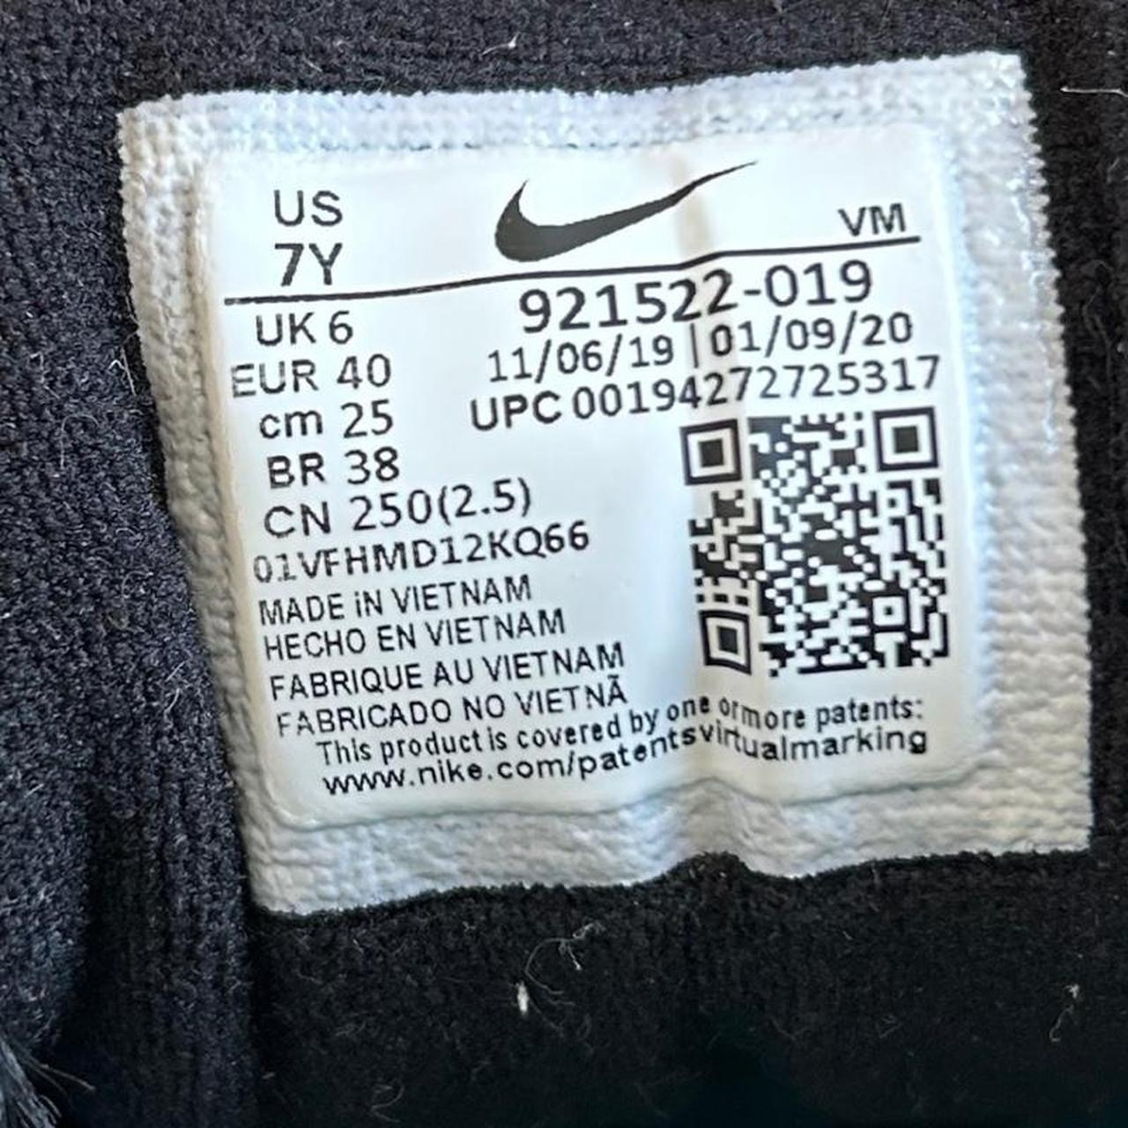 US
7Y
VM
UK 6
EUR 40
cm 25
BR 38
CN 250(2.5)
921522-019
11/06/19 | 01/09/20
UPC 00194272725317
01VFHMD12KQ66
MADE iN VIETNAM
HECHO EN VIETNAM
FABRIQUE AU VIETNAM
FABRICADO NO VIETNÃ
This product is covered by one or more patents:
www.nike.com/patentsvirtualmarking